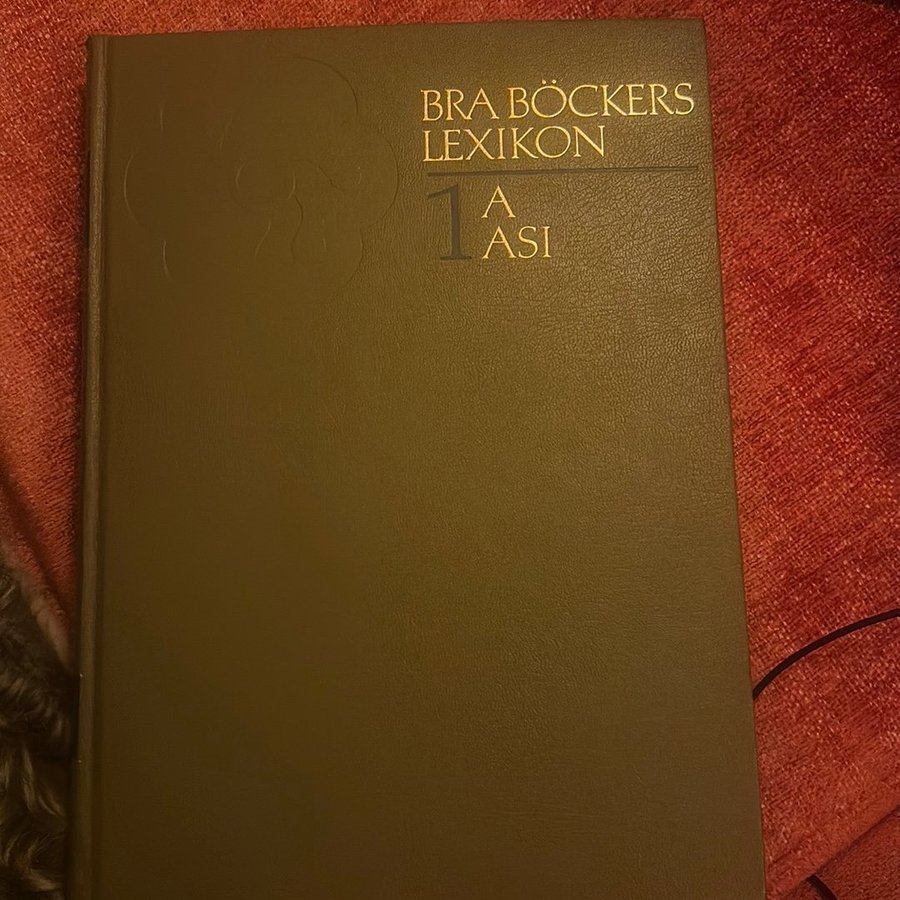 BRA BÖCKERS
LEXIKON
1 A
ASI